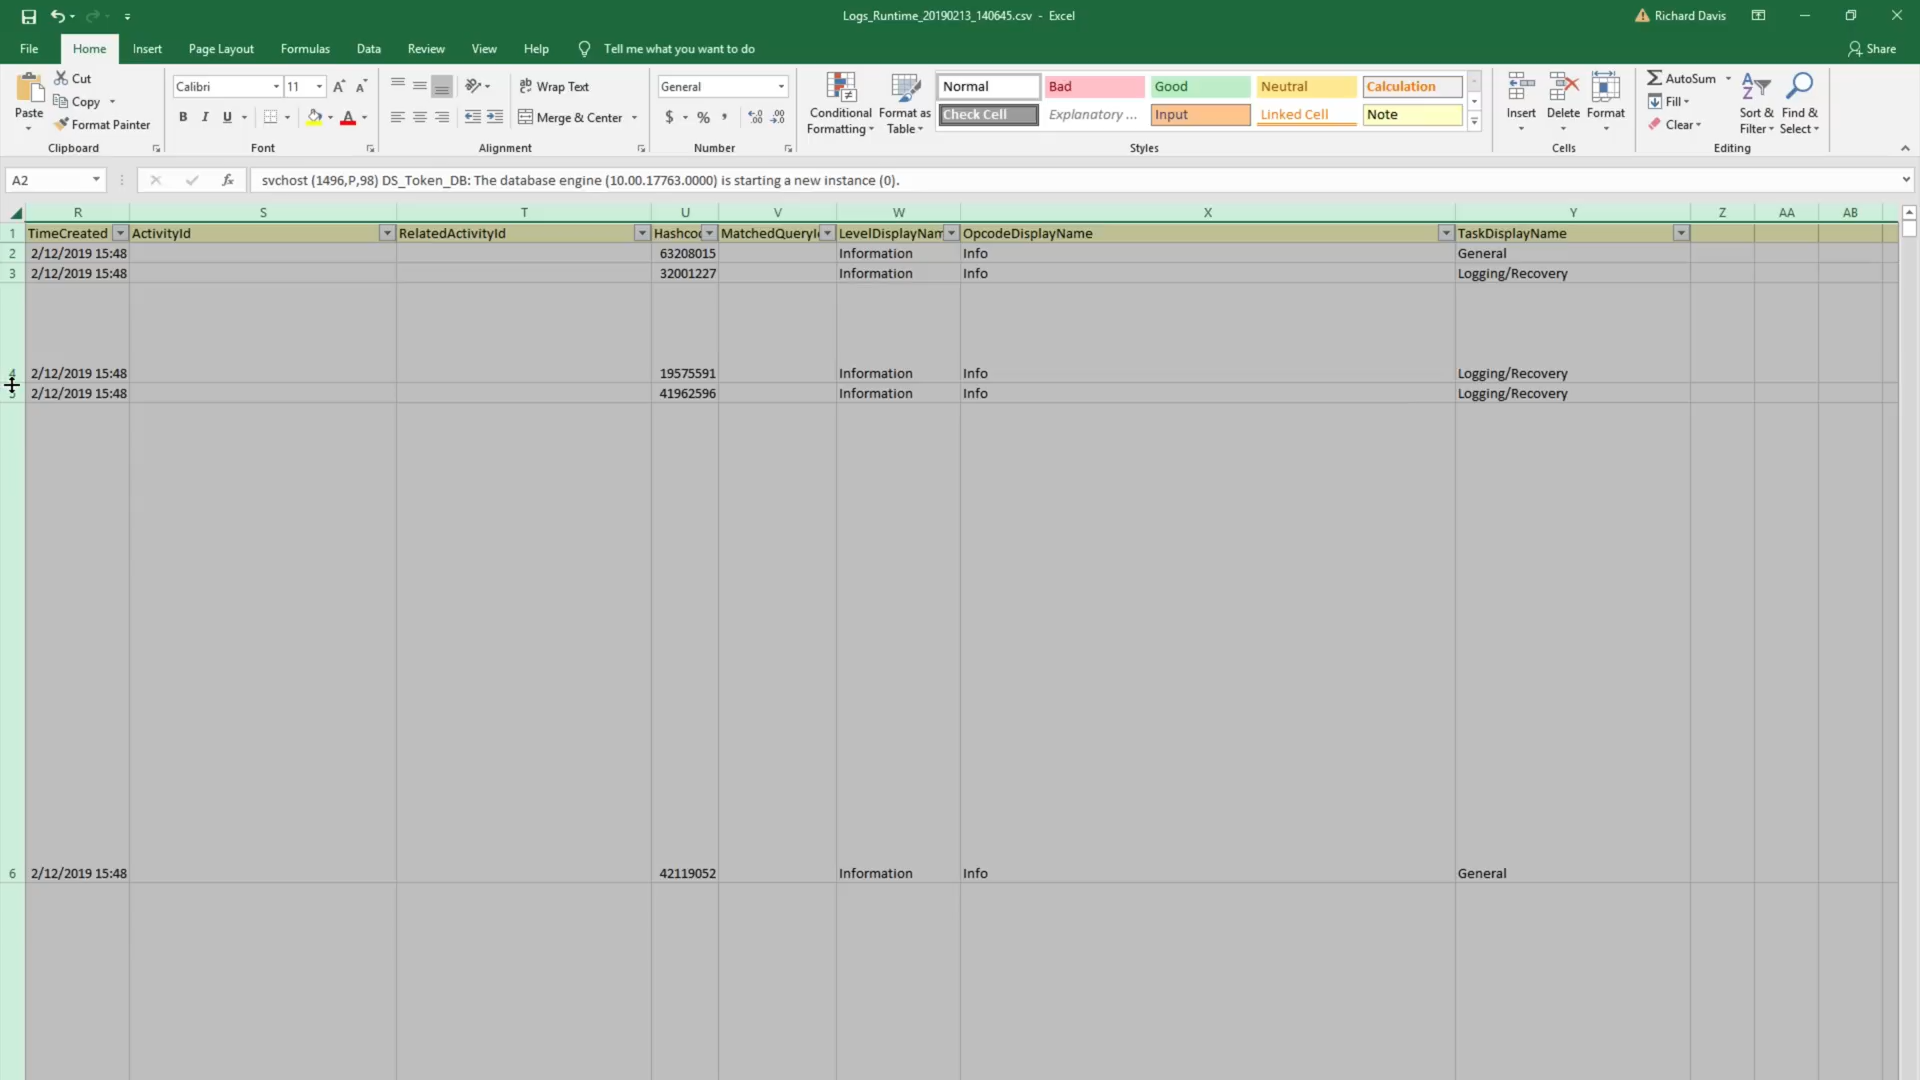 Logs_Runtime_20190213_140645.csv - Excel
Richard Davis
File Home Insert Page Layout Formulas Data Review View Help Tell me what you want to do
Share
Paste
Cut
Copy
Format Painter
Clipboard
Calibri 11
B I U
Font
Wrap Text
Merge & Center
Alignment
General
$ % ,
Number
Conditional Formatting
Format as Table
Normal Bad Good Neutral Calculation
Check Cell Explanatory ... Input Linked Cell Note
Styles
Insert Delete Format
Cells
AutoSum
Fill
Clear
Sort & Filter
Find & Select
Editing
A2 fx svchost (1496,P,98) DS_Token_DB: The database engine (10.00.17763.0000) is starting a new instance (0).
R S T U V W X Y Z AA AB
1 TimeCreated ActivityId RelatedActivityId Hashcod MatchedQueryI LevelDisplayNam OpcodeDisplayName TaskDisplayName
2 2/12/2019 15:48 63208015 Information Info General
3 2/12/2019 15:48 32001227 Information Info Logging/Recovery
4 2/12/2019 15:48 19575591 Information Info Logging/Recovery
5 2/12/2019 15:48 41962596 Information Info Logging/Recovery
6 2/12/2019 15:48 42119052 Information Info General